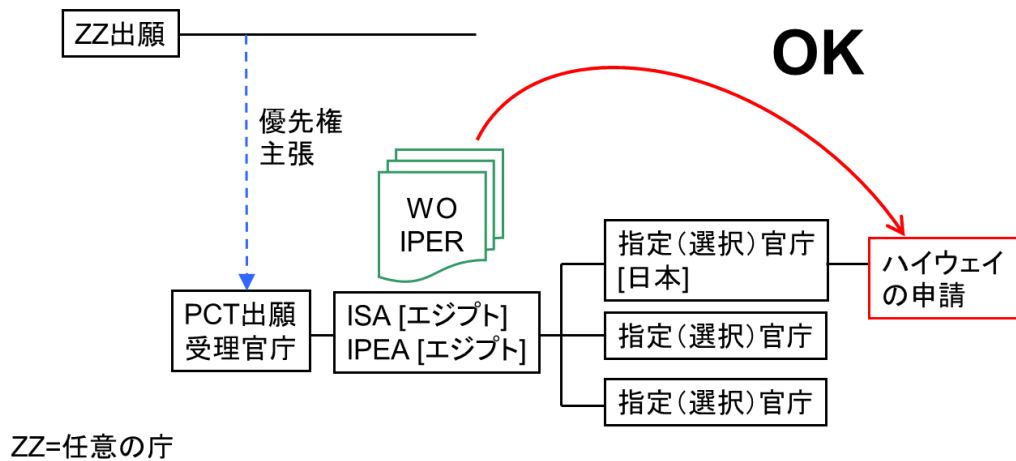 ZZ出願
OK
優先権
主張
WO
IPER
指定(選択)官庁
[日本]
ハイウェイ
の申請
PCT出願
受理官庁
ISA [エジプト]
IPEA [エジプト]
指定(選択)官庁
指定(選択)官庁
ZZ=任意の庁